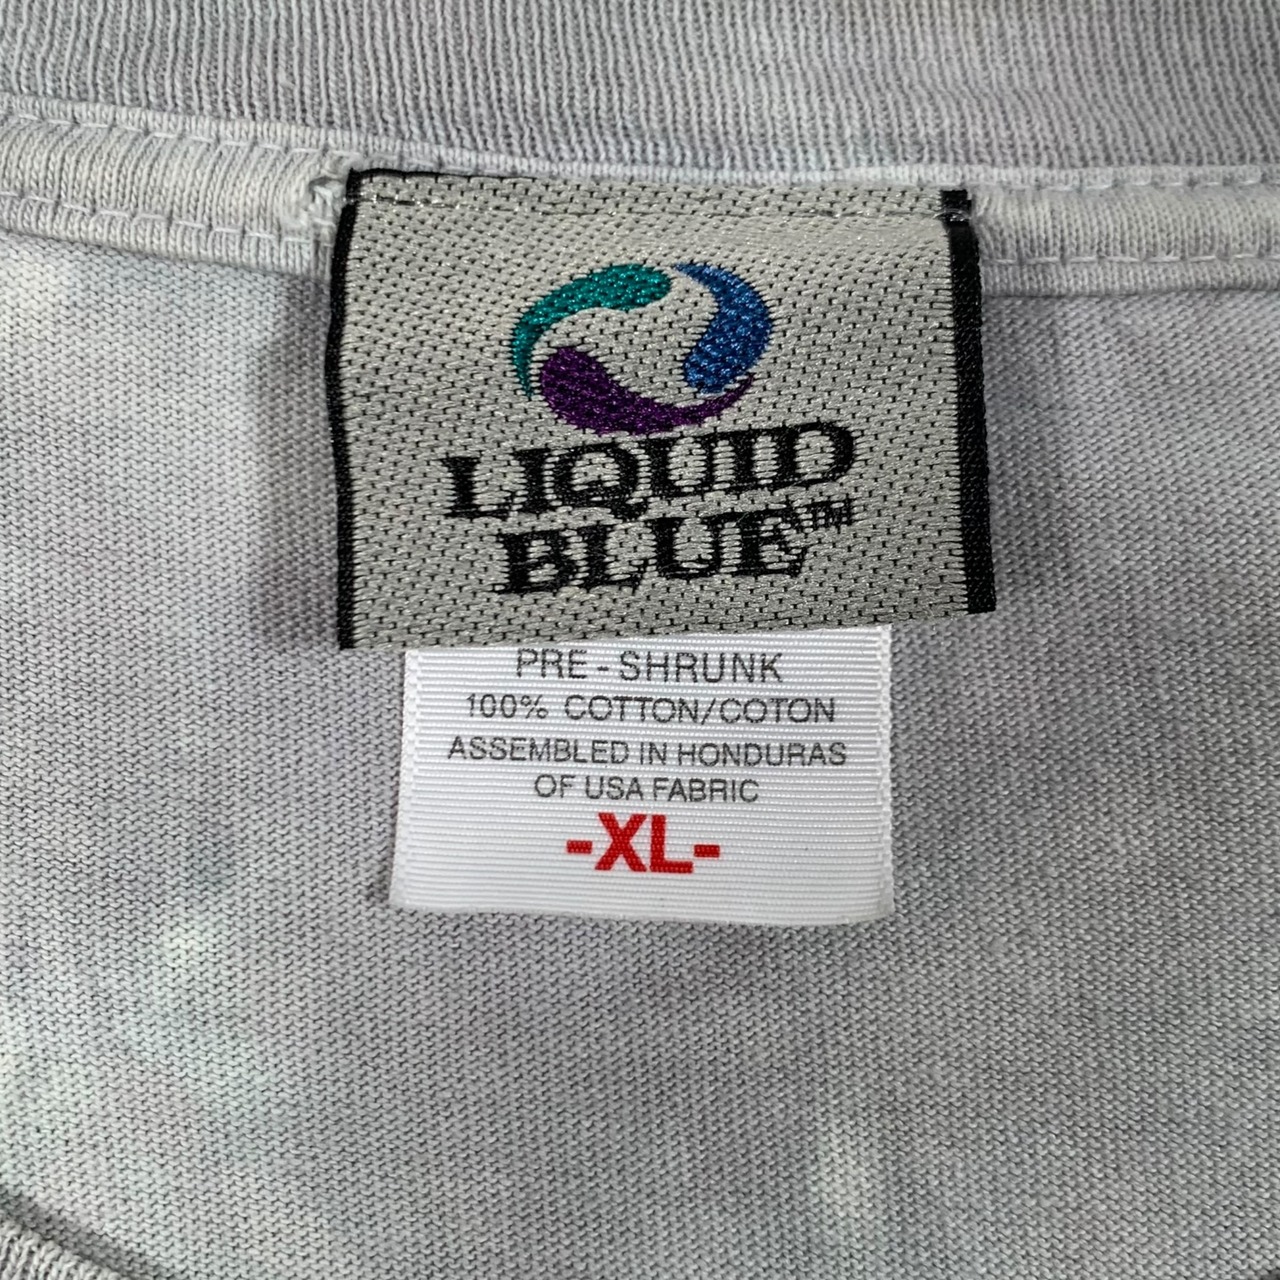 LIQUID
BLUE™
PRE - SHRUNK
100% COTTON/COTON
ASSEMBLED IN HONDURAS
OF USA FABRIC
-XL-